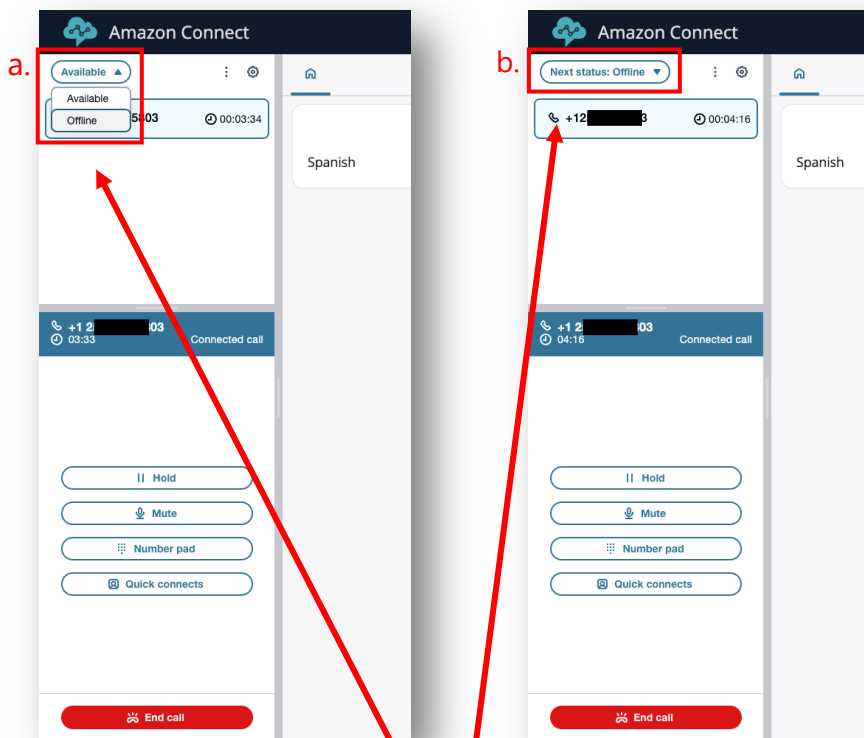 a.
Amazon Connect
Available ▲
Available
Offline
5803
00:03:34
Spanish
+1 2 03
03:33
Connected call
Hold
Mute
Number pad
Quick connects
End call
b.
Amazon Connect
Next status: Offline ▼
+12 3
00:04:16
Spanish
+1 2 803
04:16
Connected call
Hold
Mute
Number pad
Quick connects
End call